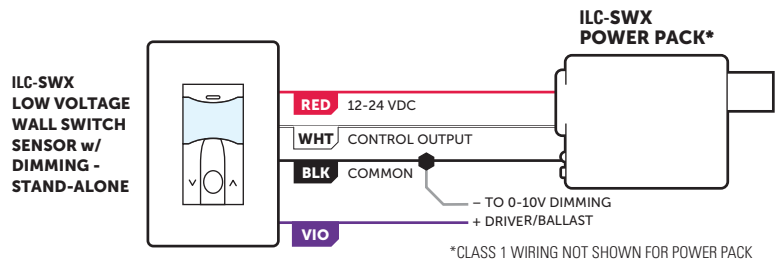 ILC-SWX
POWER PACK*
ILC-SWX
LOW VOLTAGE
WALL SWITCH
SENSOR w/
DIMMING -
STAND-ALONE
RED 12-24 VDC
WHT CONTROL OUTPUT
BLK COMMON
– TO 0-10V DIMMING
+ DRIVER/BALLAST
VIO
*CLASS 1 WIRING NOT SHOWN FOR POWER PACK